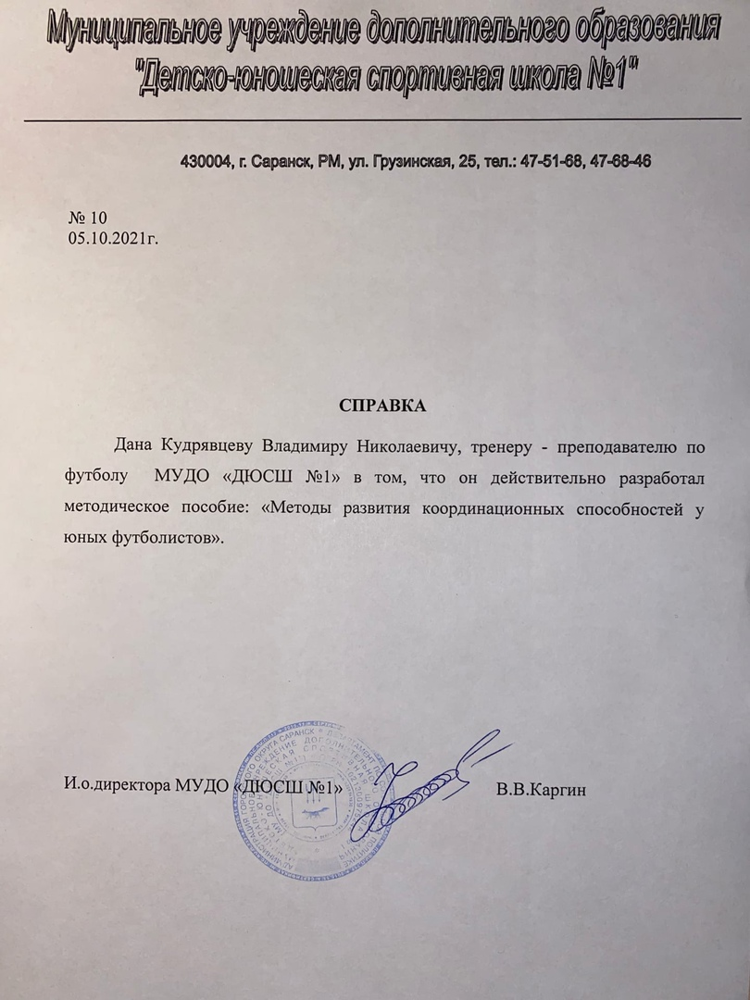 Муниципальное учреждение дополнительного образования
"Детско-юношеская спортивная школа №1"
430004, г. Саранск, РМ, ул. Грузинская, 25, тел.: 47-51-68, 47-68-46
№ 10
05.10.2021г.
СПРАВКА
Дана Кудрявцеву Владимиру Николаевичу, тренеру - преподавателю по
футболу МУДО «ДЮСШ №1» в том, что он действительно разработал
методическое пособие: «Методы развития координационных способностей у
юных футболистов».
И.о.директора МУДО «ДЮСШ №1»
В.В.Каргин